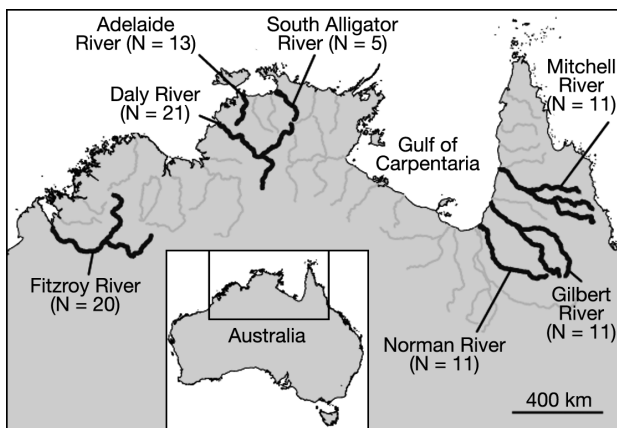 Adelaide
River (N = 13)
South Alligator
River (N = 5)
Daly River
(N = 21)
Mitchell
River
(N = 11)
Gulf of
Carpentaria
Fitzroy River
(N = 20)
Australia
Gilbert
River
(N = 11)
Norman River
(N = 11)
400 km